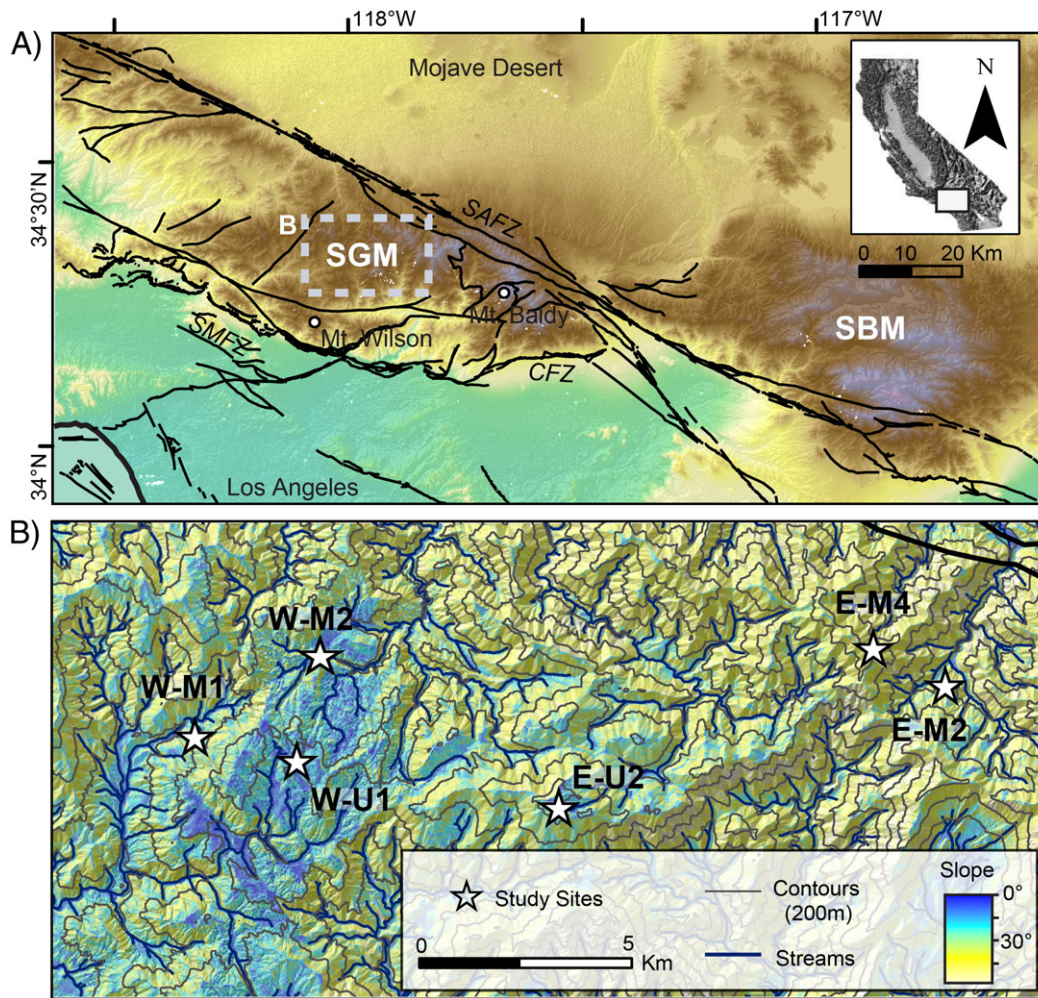 118°W
117°W
A)
Mojave Desert
N
34°30'N
SAFZ
B
SGM
0 10 20 Km
Mt. Baldy
SBM
Mt. Wilson
SMFZ
CFZ
34°N
Los Angeles
B)
E-M4
W-M2
W-M1
E-M2
W-U1
E-U2
Slope
Study Sites
Contours
(200m)
0°
30°
0 5
Km
Streams